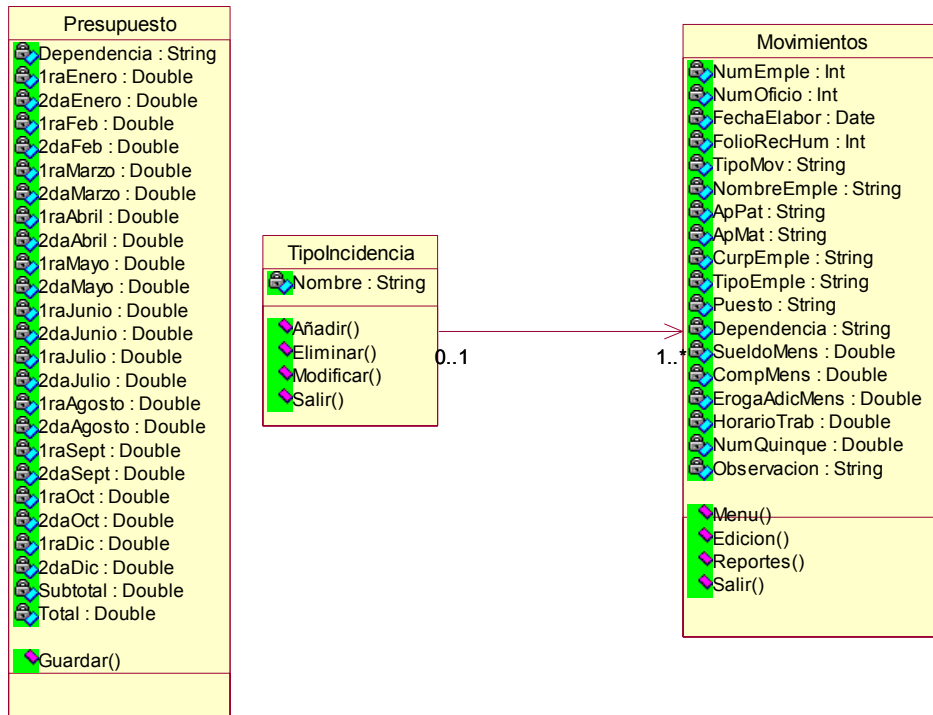 Presupuesto
Dependencia : String
1raEnero : Double
2daEnero : Double
1raFeb : Double
2daFeb : Double
1raMarzo : Double
2daMarzo : Double
1raAbril : Double
2daAbril : Double
1raMayo : Double
2daMayo : Double
1raJunio : Double
2daJunio : Double
1raJulio : Double
2daJulio : Double
1raAgosto : Double
2daAgosto : Double
1raSept : Double
2daSept : Double
1raOct : Double
2daOct : Double
1raDic : Double
2daDic : Double
Subtotal : Double
Total : Double
Guardar()
TipoIncidencia
Nombre : String
Añadir()
Eliminar()
Modificar()
Salir()
0..1
1..*
Movimientos
NumEmple : Int
NumOficio : Int
FechaElabor : Date
FolioRecHum : Int
TipoMov : String
NombreEmple : String
ApPat : String
ApMat : String
CurpEmple : String
TipoEmple : String
Puesto : String
Dependencia : String
SueldoMens : Double
CompMens : Double
ErogaAdicMens : Double
HorarioTrab : Double
NumQuinque : Double
Observacion : String
Menu()
Edicion()
Reportes()
Salir()